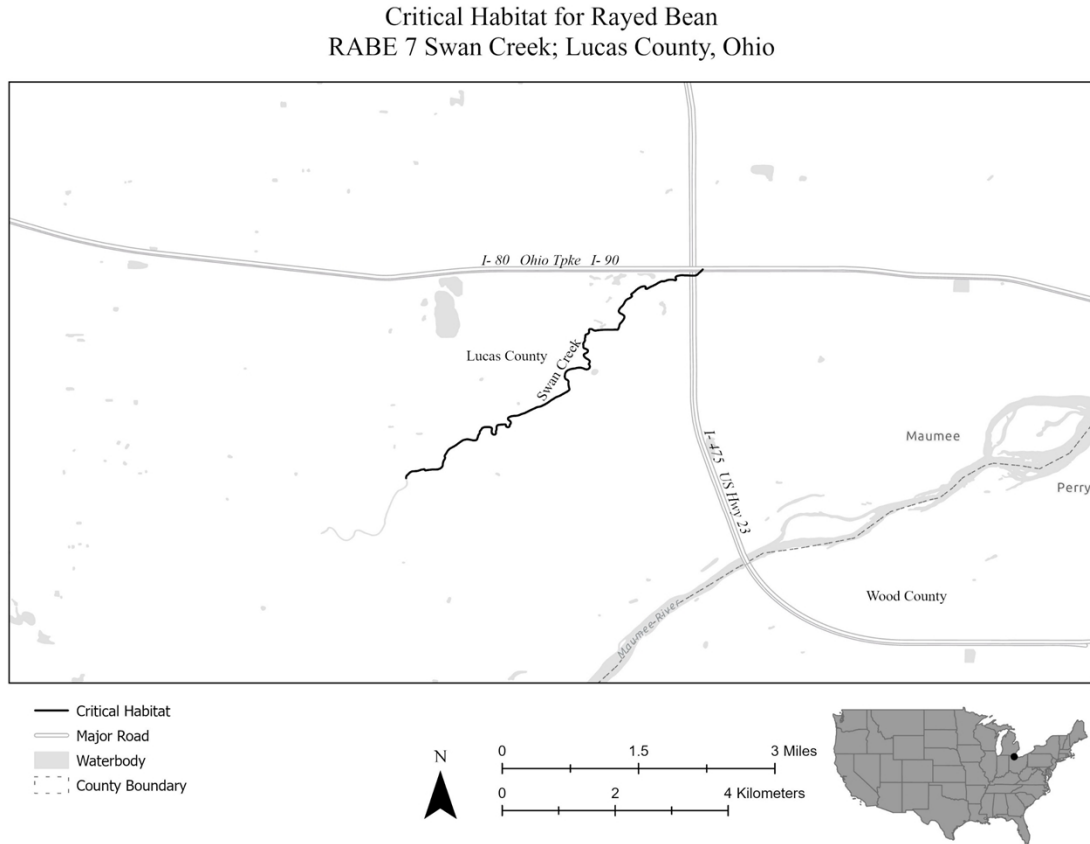 Critical Habitat for Rayed Bean
RABE 7 Swan Creek; Lucas County, Ohio
I- 80 Ohio Tpke I- 90
Lucas County
Swan Creek
I- 475 US Hwy 23
Maumee
Perry
Wood County
Maumee River
Critical Habitat
Major Road
Waterbody
County Boundary
N
0 1.5 3 Miles
0 2 4 Kilometers